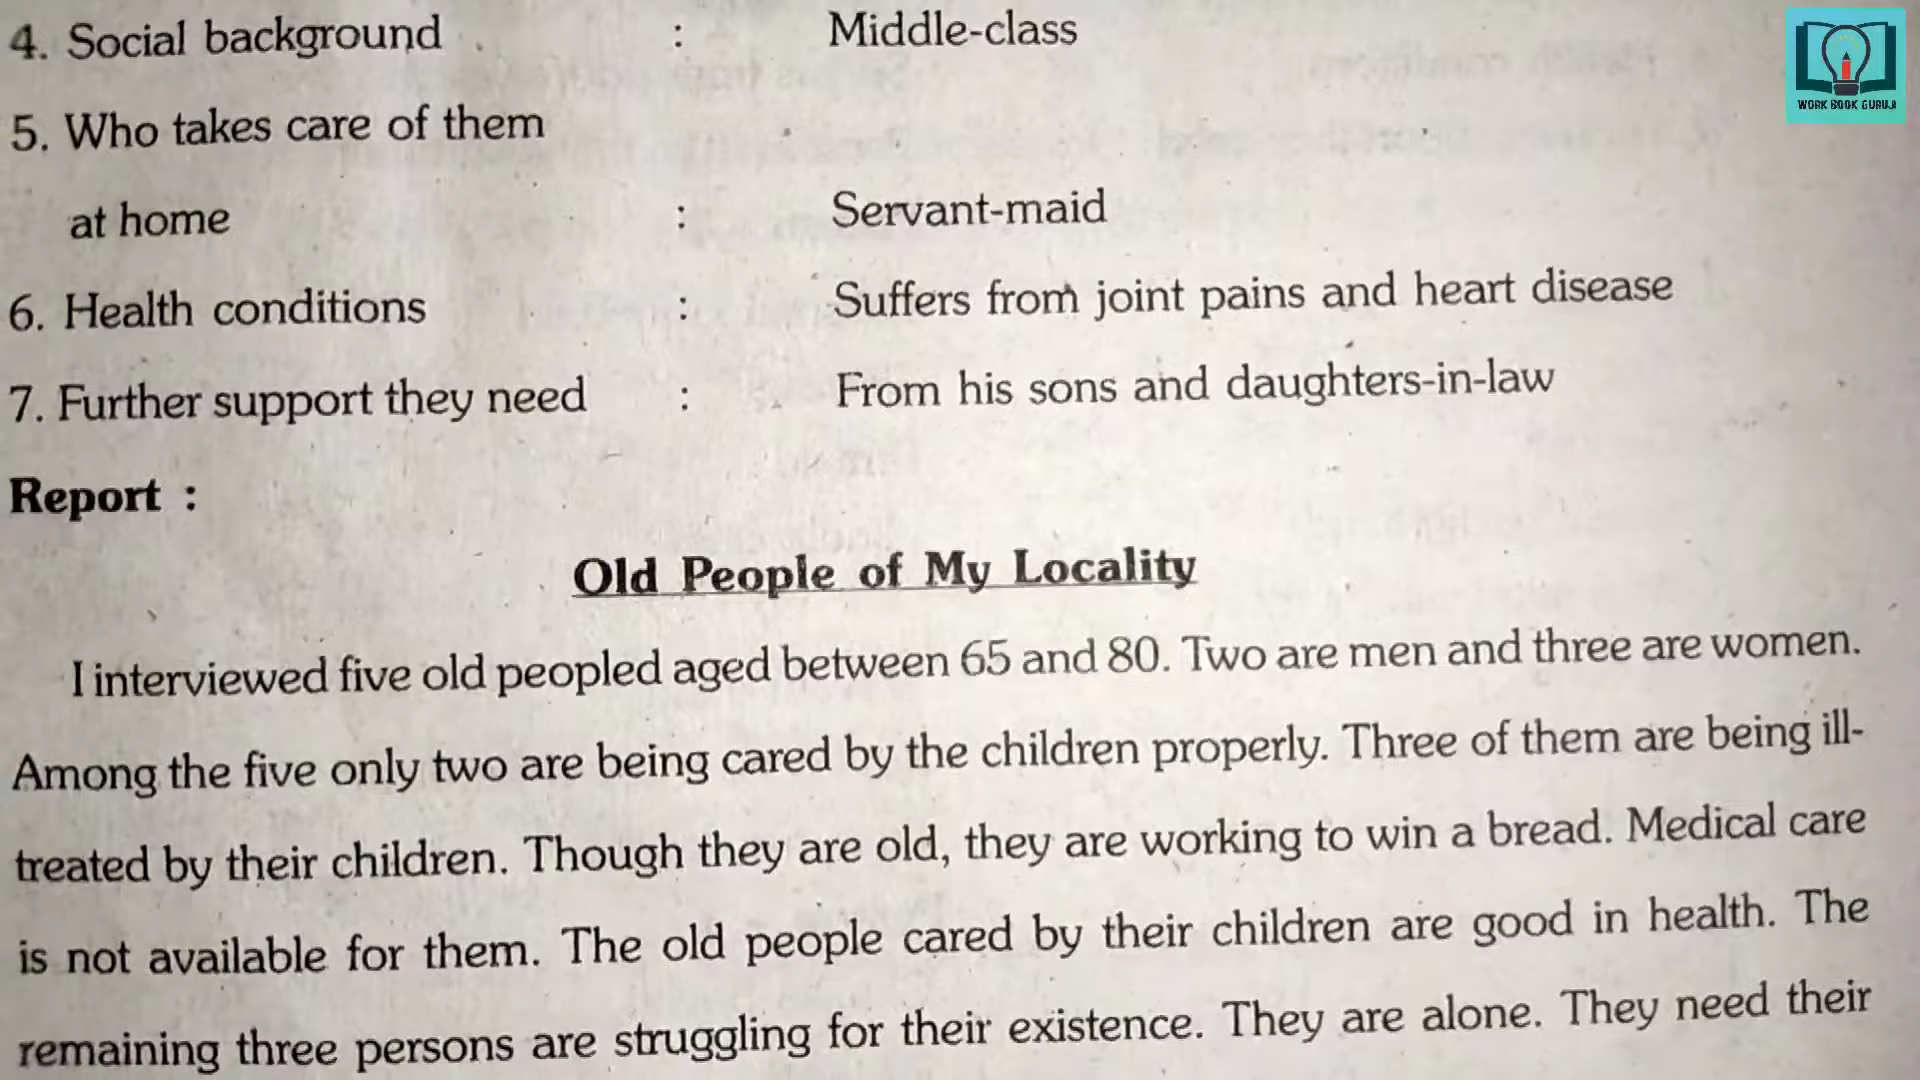 4. Social background : Middle-class
WORK BOOK GURUJI
5. Who takes care of them
at home : Servant-maid
6. Health conditions : Suffers from joint pains and heart disease
7. Further support they need : From his sons and daughters-in-law
Report :
Old People of My Locality
I interviewed five old peopled aged between 65 and 80. Two are men and three are women.
Among the five only two are being cared by the children properly. Three of them are being ill-
treated by their children. Though they are old, they are working to win a bread. Medical care
is not available for them. The old people cared by their children are good in health. The
remaining three persons are struggling for their existence. They are alone. They need their